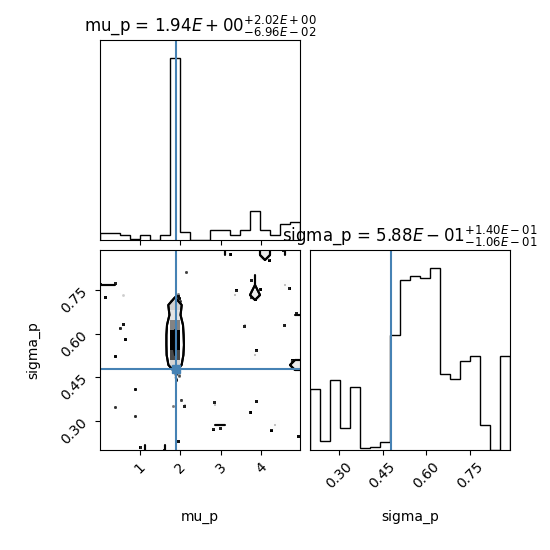 mu_p = 1.94E + 00 +2.02E+00 −6.96E−02
sigma_p = 5.88E − 01 +1.40E−01 −1.06E−01
0.75
0.60
0.45
0.30
sigma_p
1 2 3 4
0.30 0.45 0.60 0.75
mu_p
sigma_p